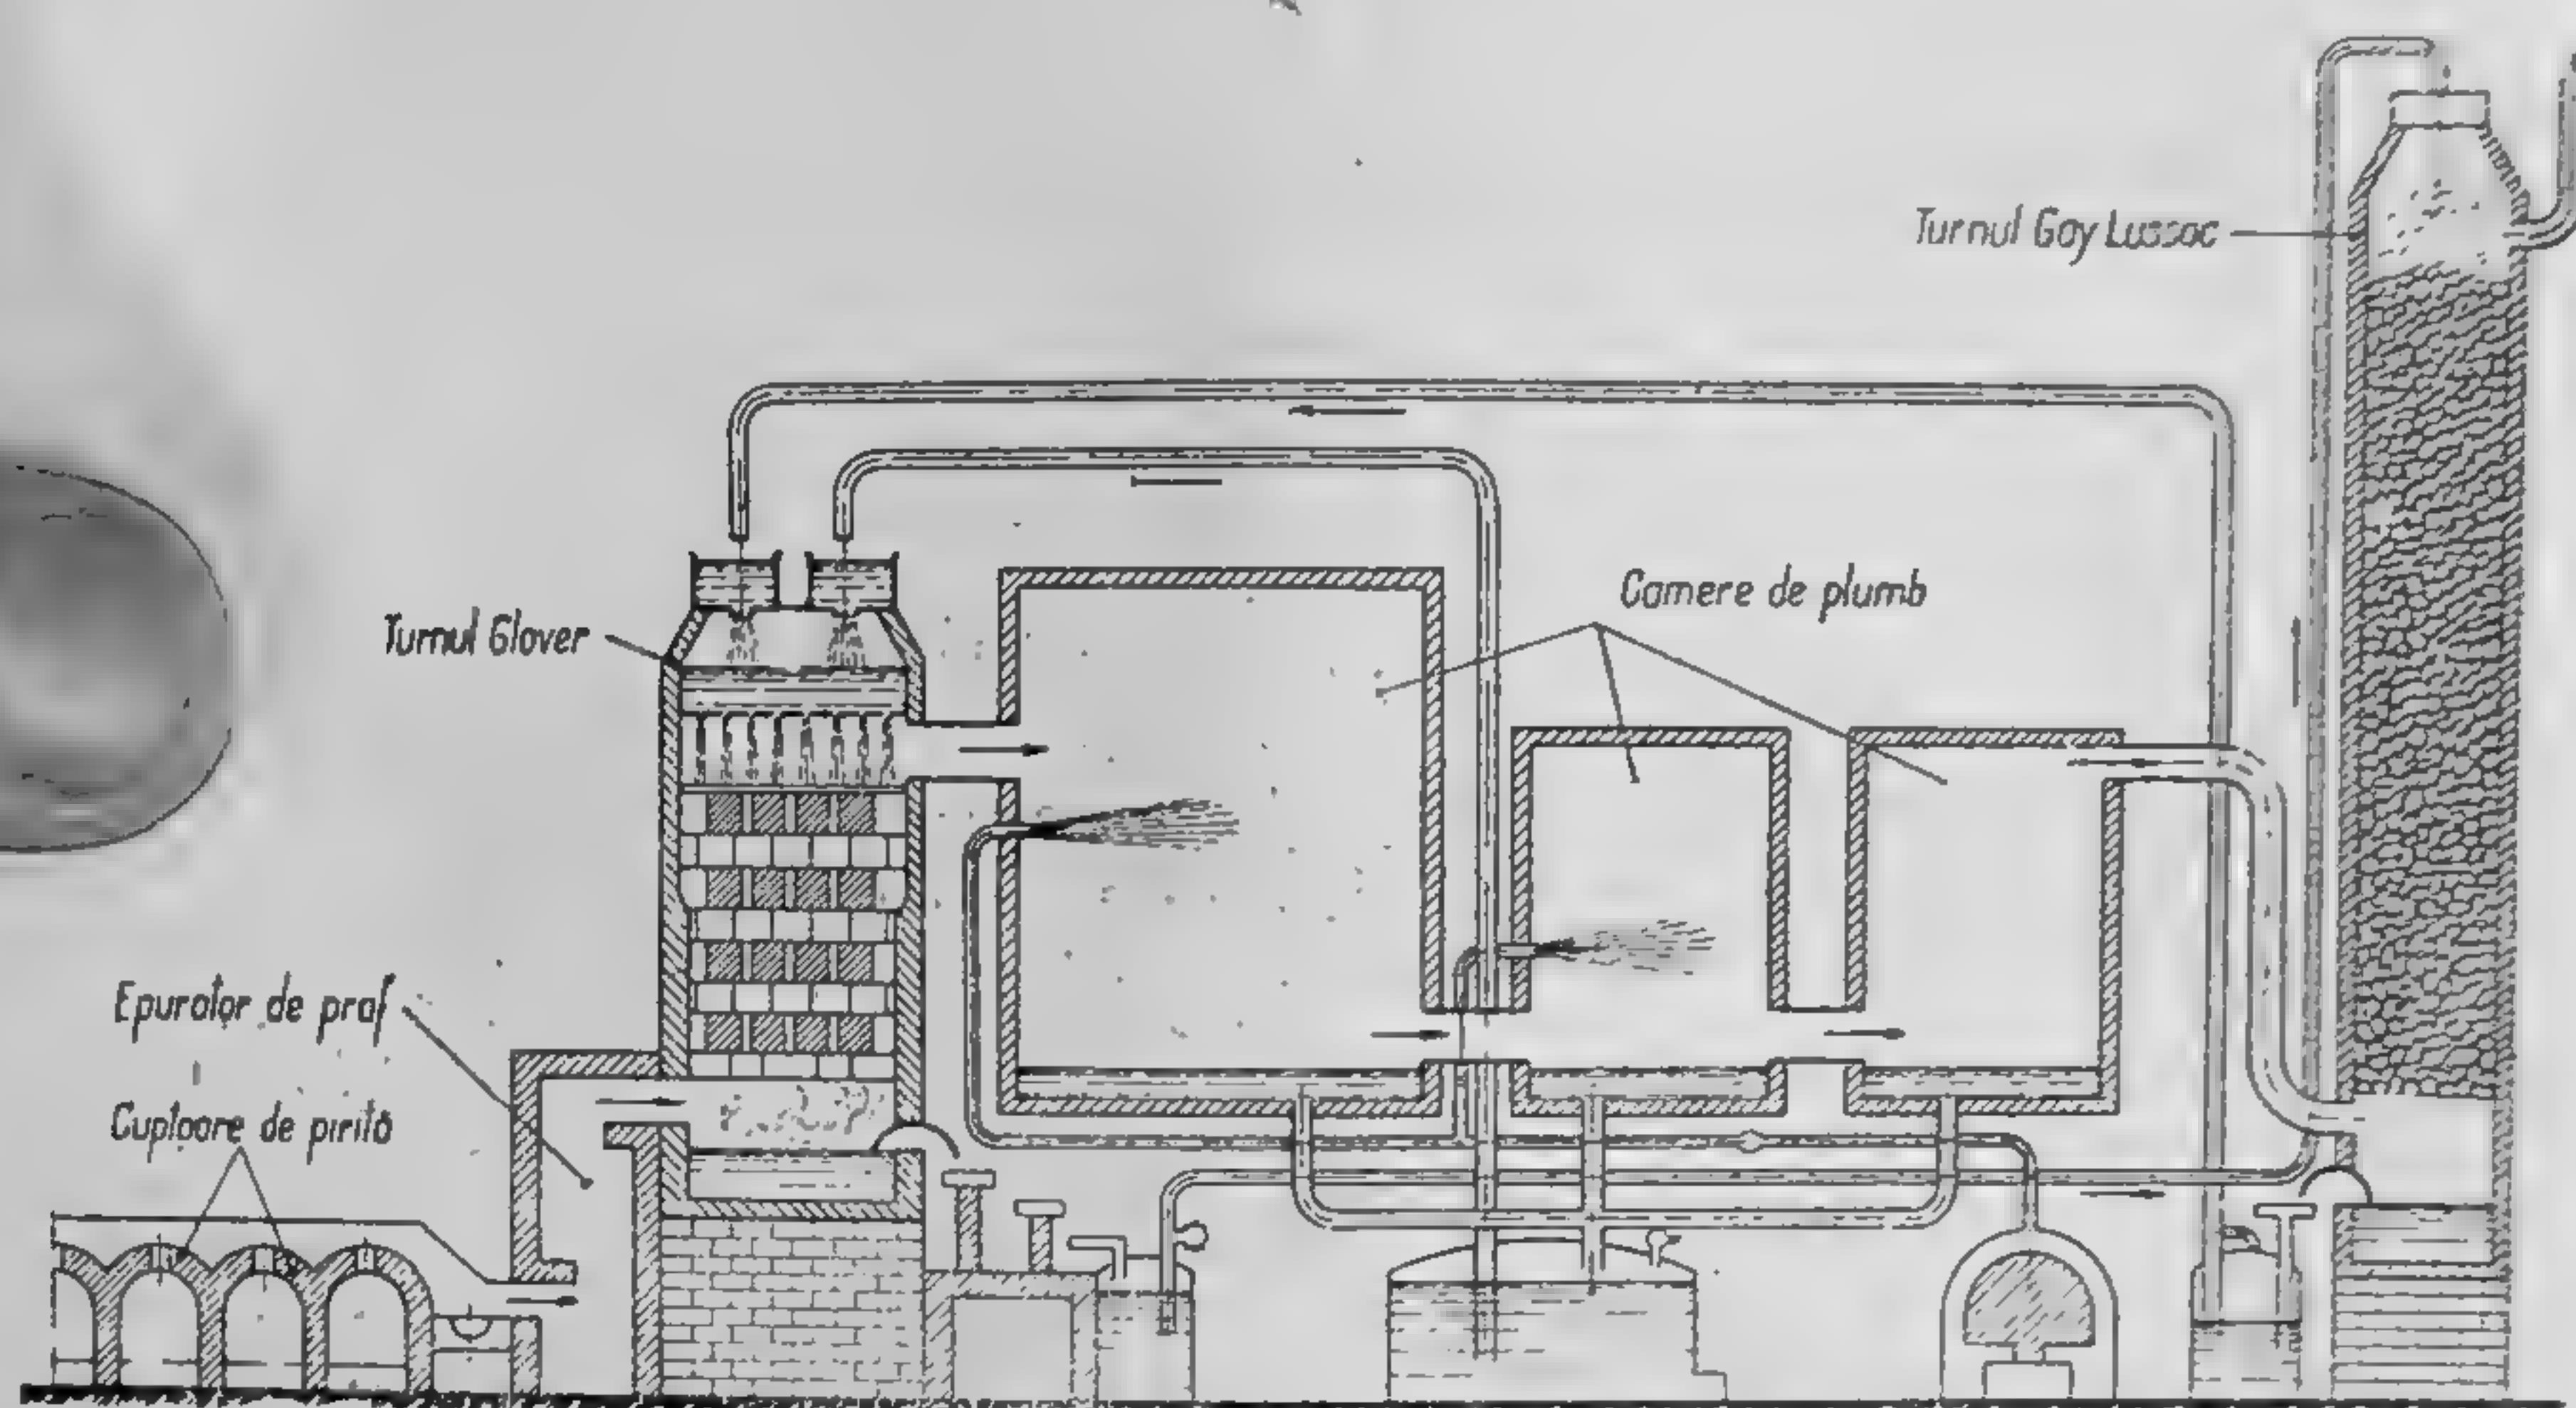 Turnul Gay Lussac
Camere de plumb
Turnul Glover
Epurator de praf
Cuptoare de pirită